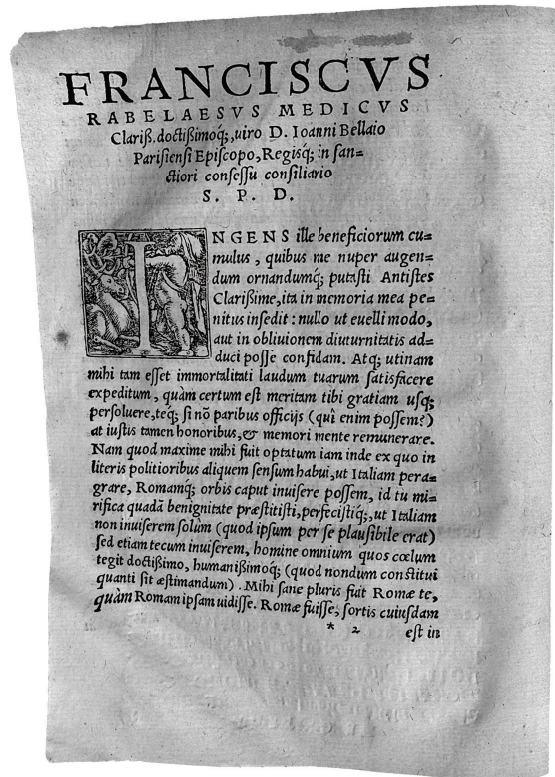 FRANCISCVS
RABELAESVS MEDICVS
Clariß. doctißimoq́;, uiro D. Ioanni Bellaio
Parisiensi Episcopo, Regisq́; in san=
ctiori consessu consiliario
S. P. D.
INGENS ille beneficiorum cu=
mulus, quibus me nuper augen=
dum ornandumq́; putasti Antistes
Clarißime, ita in memoria mea pe=
nitus insedit: nullo ut euelli modo,
aut in obliuionem diuturnitatis ad=
duci posse confidam. Atq; utinam
mihi tam esset immortalitati laudum tuarum satisfacere
expeditum, quàm certum est meritam tibi gratiam usq;
persoluere, teq́; si nõ paribus officijs (quî enim possem?)
at iustis tamen honoribus, & memori mente remunerare.
Nam quod maxime mihi fuit optatum iam inde ex quo in
literis politioribus aliquem sensum habui, ut Italiam pera=
grare, Romamq́; orbis caput inuisere possem, id tu mi=
rifica quadã benignitate præstitisti, perfecistiq́;, ut Italiam
non inuiserem solùm (quod ipsum per se plausibile erat)
sed etiam tecum inuiserem, homine omnium quos cœlum
tegit doctißimo, humanißimoq́; (quod nondum constitui
quanti sit æstimandum). Mihi sane pluris fuit Romæ te,
quàm Romam ipsam uidisse. Romæ fuisse, sortis cuiusdam
* 2 est in